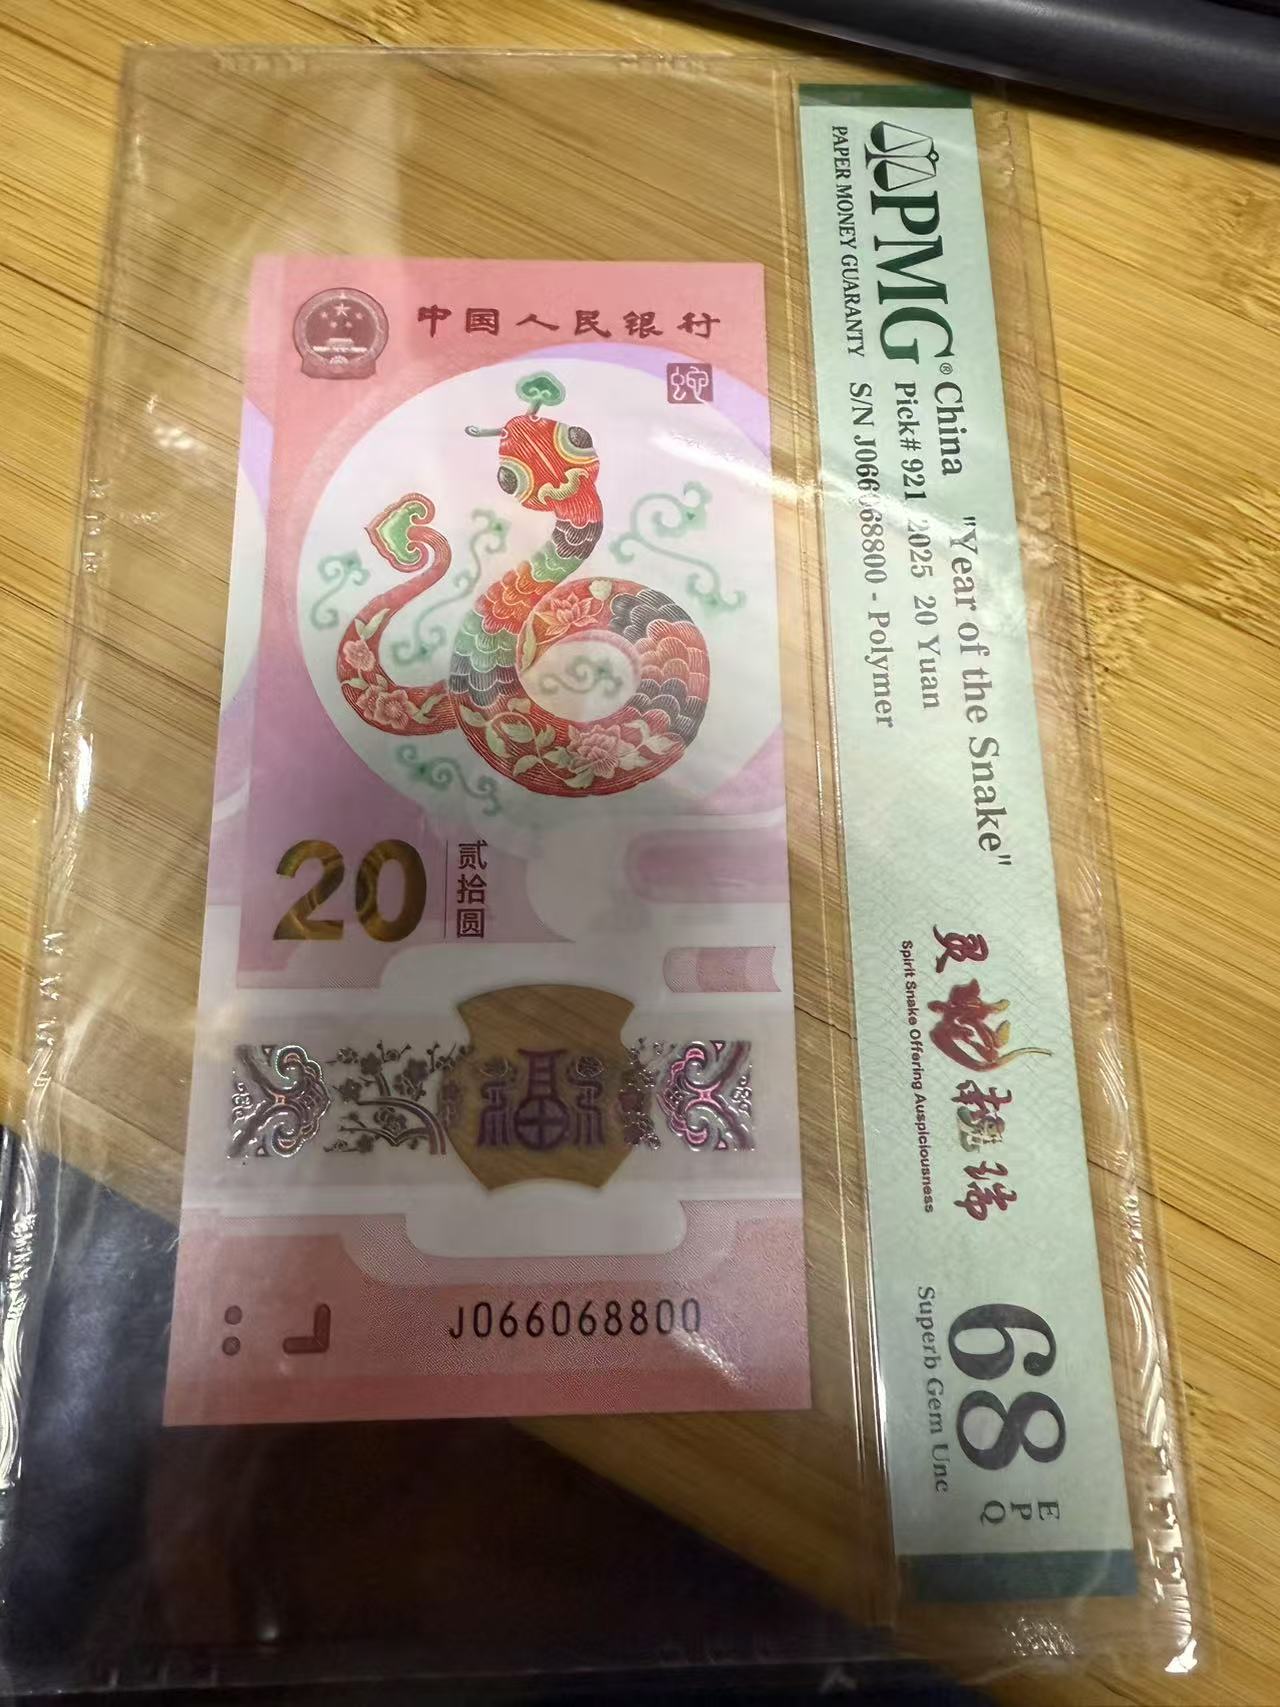 中国人民银行
蛇
20
贰拾圆
福
J066068800
PMG®
PAPER MONEY GUARANTY
China "Year of the Snake"
Pick# 921 2025 20 Yuan
S/N J066068800 - Polymer
灵蛇献瑞
Spirit Snake Offering Auspiciousness
68 EPQ
Superb Gem Unc